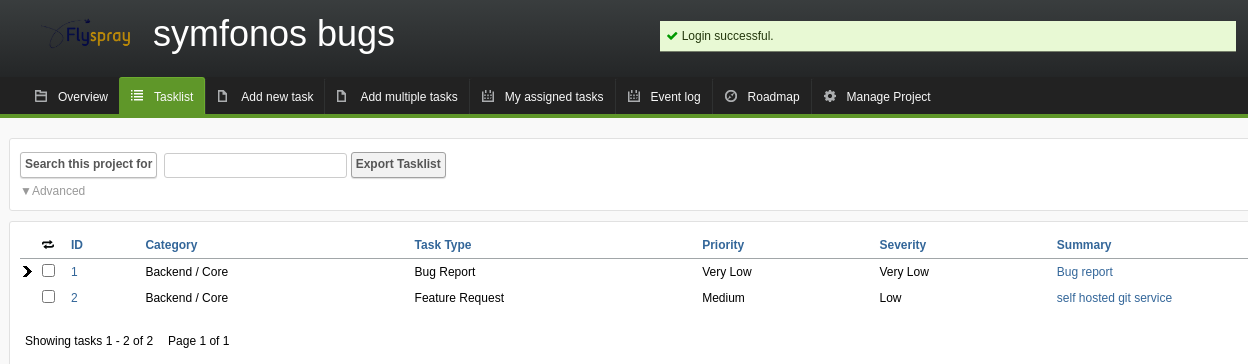 Flyspray symfonos bugs
Login successful.
Overview Tasklist Add new task Add multiple tasks My assigned tasks Event log Roadmap Manage Project
Search this project for Export Tasklist
▼Advanced
ID Category Task Type Priority Severity Summary
1 Backend / Core Bug Report Very Low Very Low Bug report
2 Backend / Core Feature Request Medium Low self hosted git service
Showing tasks 1 - 2 of 2 Page 1 of 1